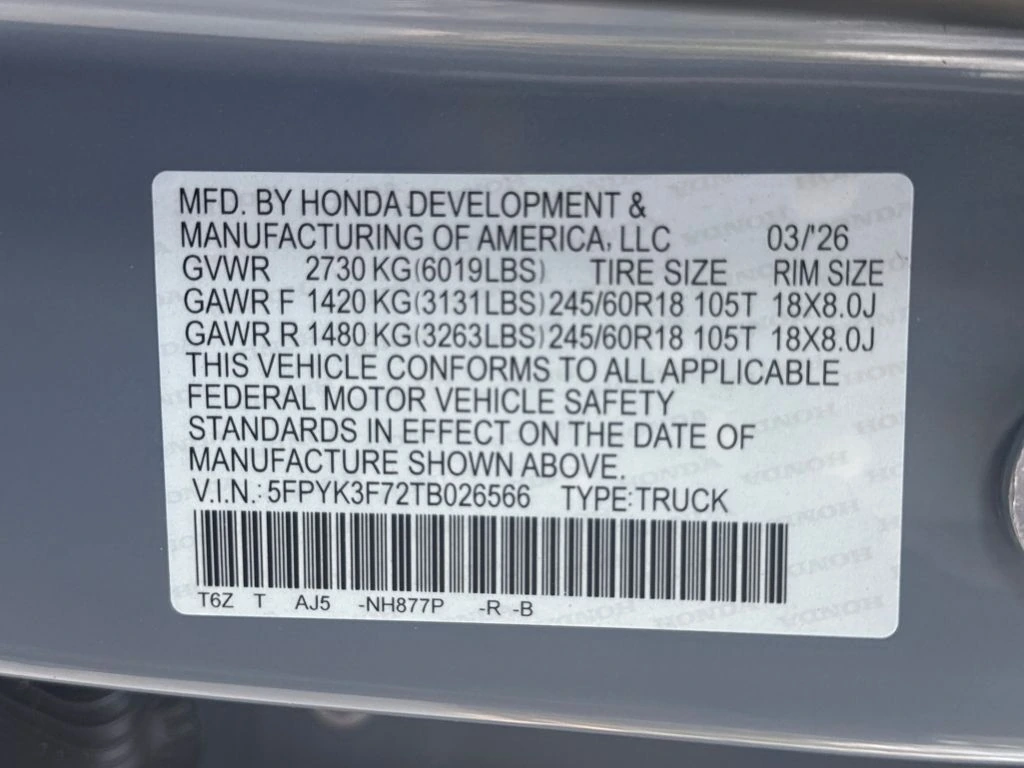 MFD. BY HONDA DEVELOPMENT &
MANUFACTURING OF AMERICA, LLC 03/'26
GVWR 2730 KG(6019LBS) TIRE SIZE RIM SIZE
GAWR F 1420 KG(3131LBS) 245/60R18 105T 18X8.0J
GAWR R 1480 KG(3263LBS) 245/60R18 105T 18X8.0J
THIS VEHICLE CONFORMS TO ALL APPLICABLE
FEDERAL MOTOR VEHICLE SAFETY
STANDARDS IN EFFECT ON THE DATE OF
MANUFACTURE SHOWN ABOVE.
V.I.N.: 5FPYK3F72TB026566 TYPE: TRUCK
T6Z T AJ5 -NH877P -R -B